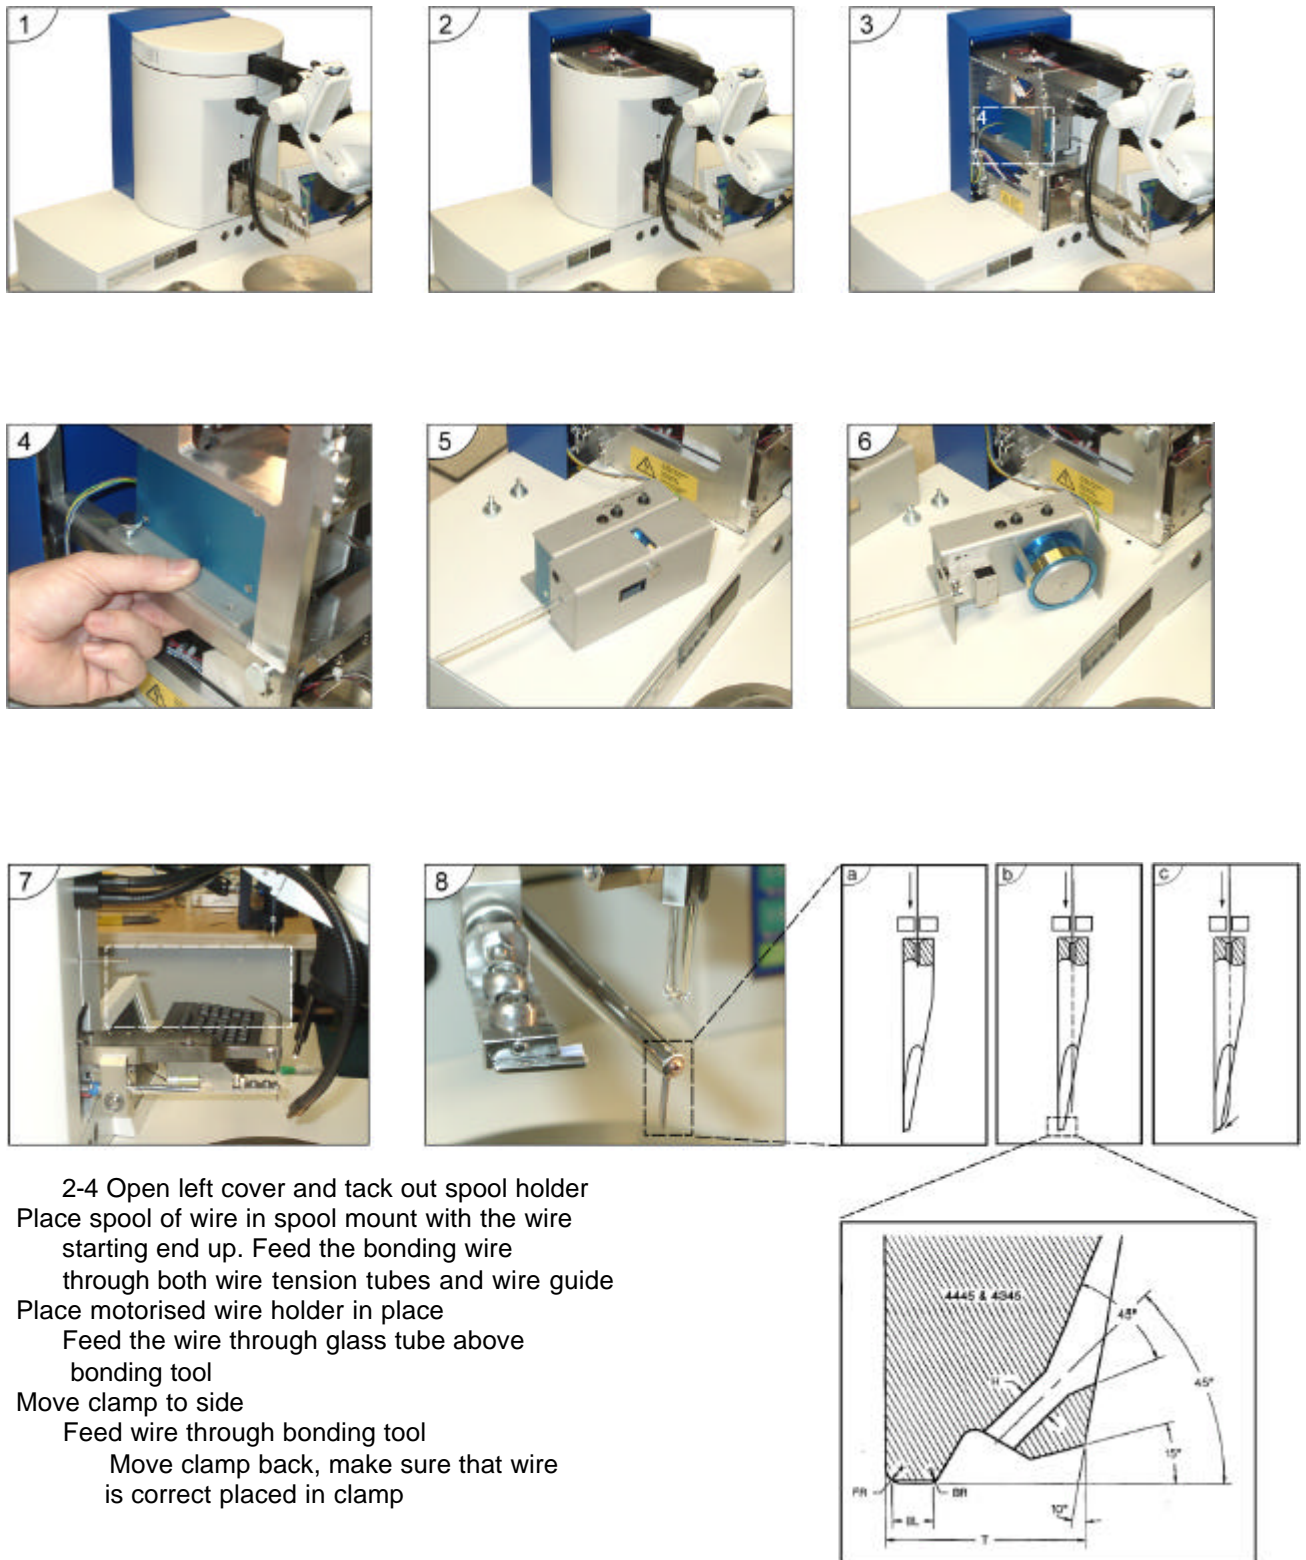 1
2
3
4
4
5
6
7
8
a
b
c
2-4 Open left cover and tack out spool holder
Place spool of wire in spool mount with the wire
starting end up. Feed the bonding wire
through both wire tension tubes and wire guide
Place motorised wire holder in place
Feed the wire through glass tube above
bonding tool
Move clamp to side
Feed wire through bonding tool
Move clamp back, make sure that wire
is correct placed in clamp
4445 & 4345
45°
45°
H
15°
FR
BR
10°
BL
T